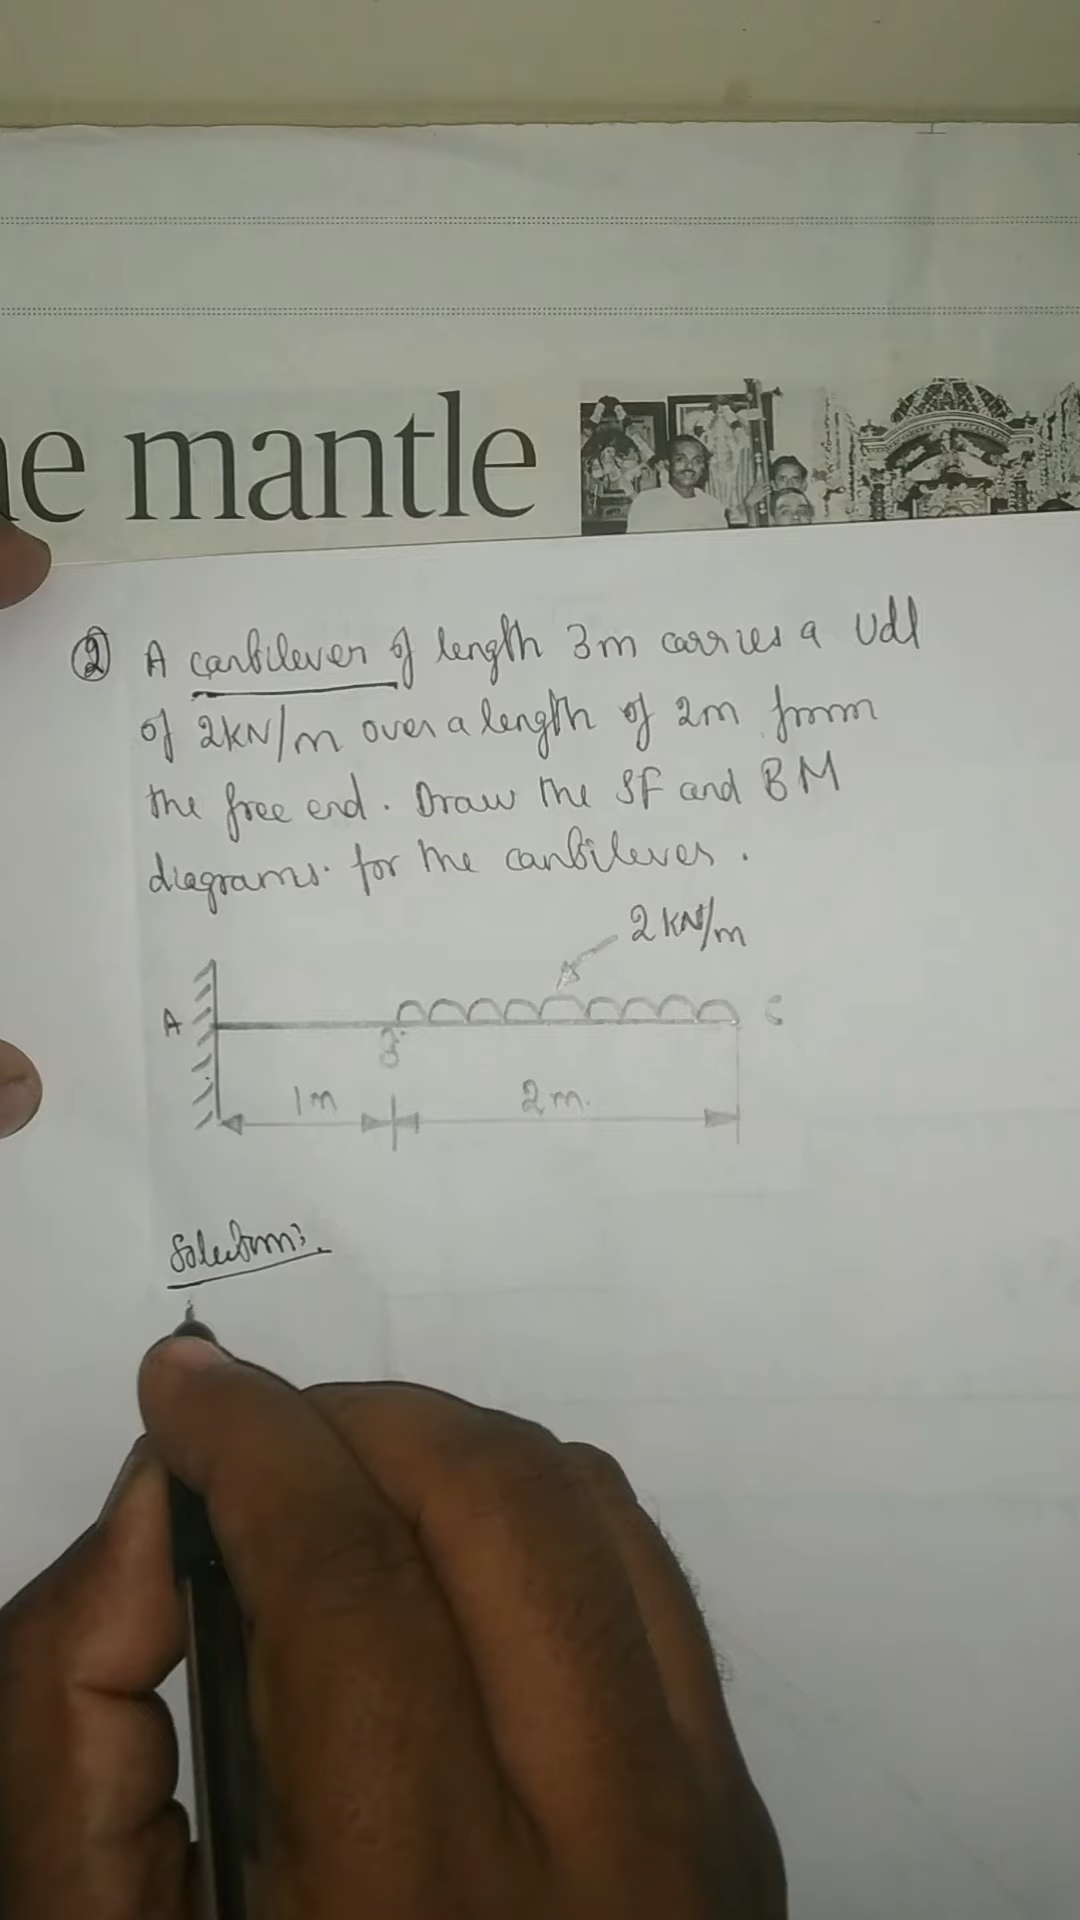 he mantle
② A cantilever of length 3m carries a Udl
of 2KN/m over a length of 2m from
the free end. Draw the SF and BM
diagrams. for the cantilever.
2 KN/m
A
B
C
1m
2m.
Solution: